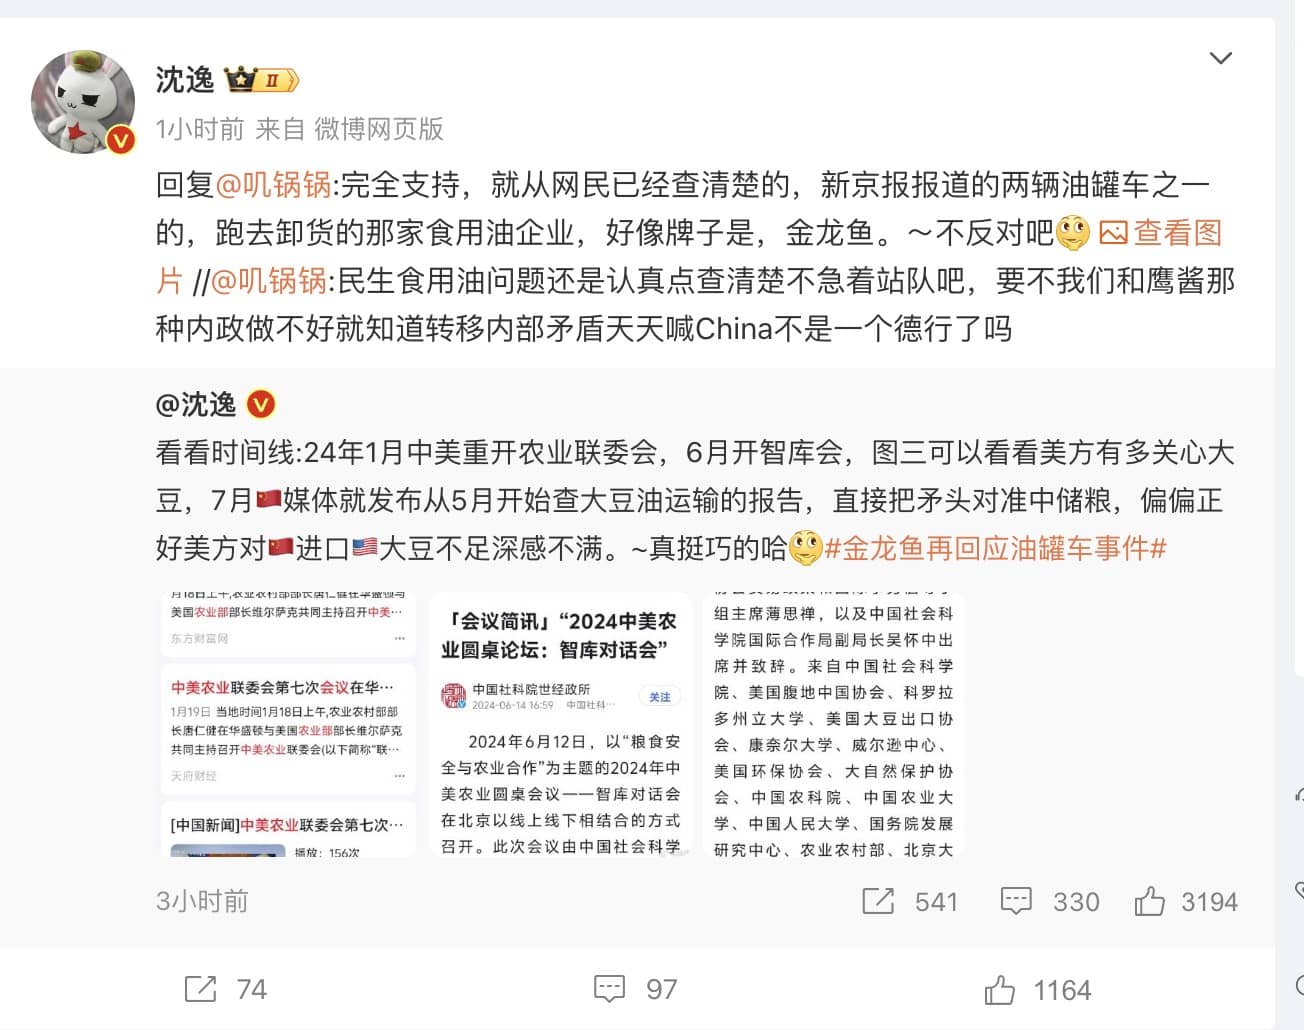 沈逸 II
1小时前 来自 微博网页版
回复@叽锅锅:完全支持，就从网民已经查清楚的，新京报报道的两辆油罐车之一
的，跑去卸货的那家食用油企业，好像牌子是，金龙鱼。～不反对吧 查看图
片 //@叽锅锅:民生食用油问题还是认真点查清楚不急着站队吧，要不我们和鹰酱那
种内政做不好就知道转移内部矛盾天天喊China不是一个德行了吗
@沈逸
看看时间线:24年1月中美重开农业联委会，6月开智库会，图三可以看看美方有多关心大
豆，7月🇨🇳媒体就发布从5月开始查大豆油运输的报告，直接把矛头对准中储粮，偏偏正
好美方对🇨🇳进口🇺🇸大豆不足深感不满。~真挺巧的哈 #金龙鱼再回应油罐车事件#
月18日上午,农业农村部部长唐仁健在华盛顿与
美国农业部部长维尔萨克共同主持召开中美…
东方财富网
中美农业联委会第七次会议在华…
1月19日 当地时间1月18日上午,农业农村部部
长唐仁健在华盛顿与美国农业部部长维尔萨克
共同主持召开中美农业联委会(以下简称“联…
天府财经
[中国新闻]中美农业联委会第七次…
播放：156次
「会议简讯」“2024中美农
业圆桌论坛：智库对话会”
中国社科院世经政所
2024-06-14 16:59 中国社科…
关注
2024年6月12日，以“粮食安
全与农业合作”为主题的2024年中
美农业圆桌会议——智库对话会
在北京以线上线下相结合的方式
召开。此次会议由中国社会科学
组主席薄思禅，以及中国社会科
学院国际合作局副局长吴怀中出
席并致辞。来自中国社会科学
院、美国腹地中国协会、科罗拉
多州立大学、美国大豆出口协
会、康奈尔大学、威尔逊中心、
美国环保协会、大自然保护协
会、中国农科院、中国农业大
学、中国人民大学、国务院发展
研究中心、农业农村部、北京大
3小时前 541 330 3194
74 97 1164